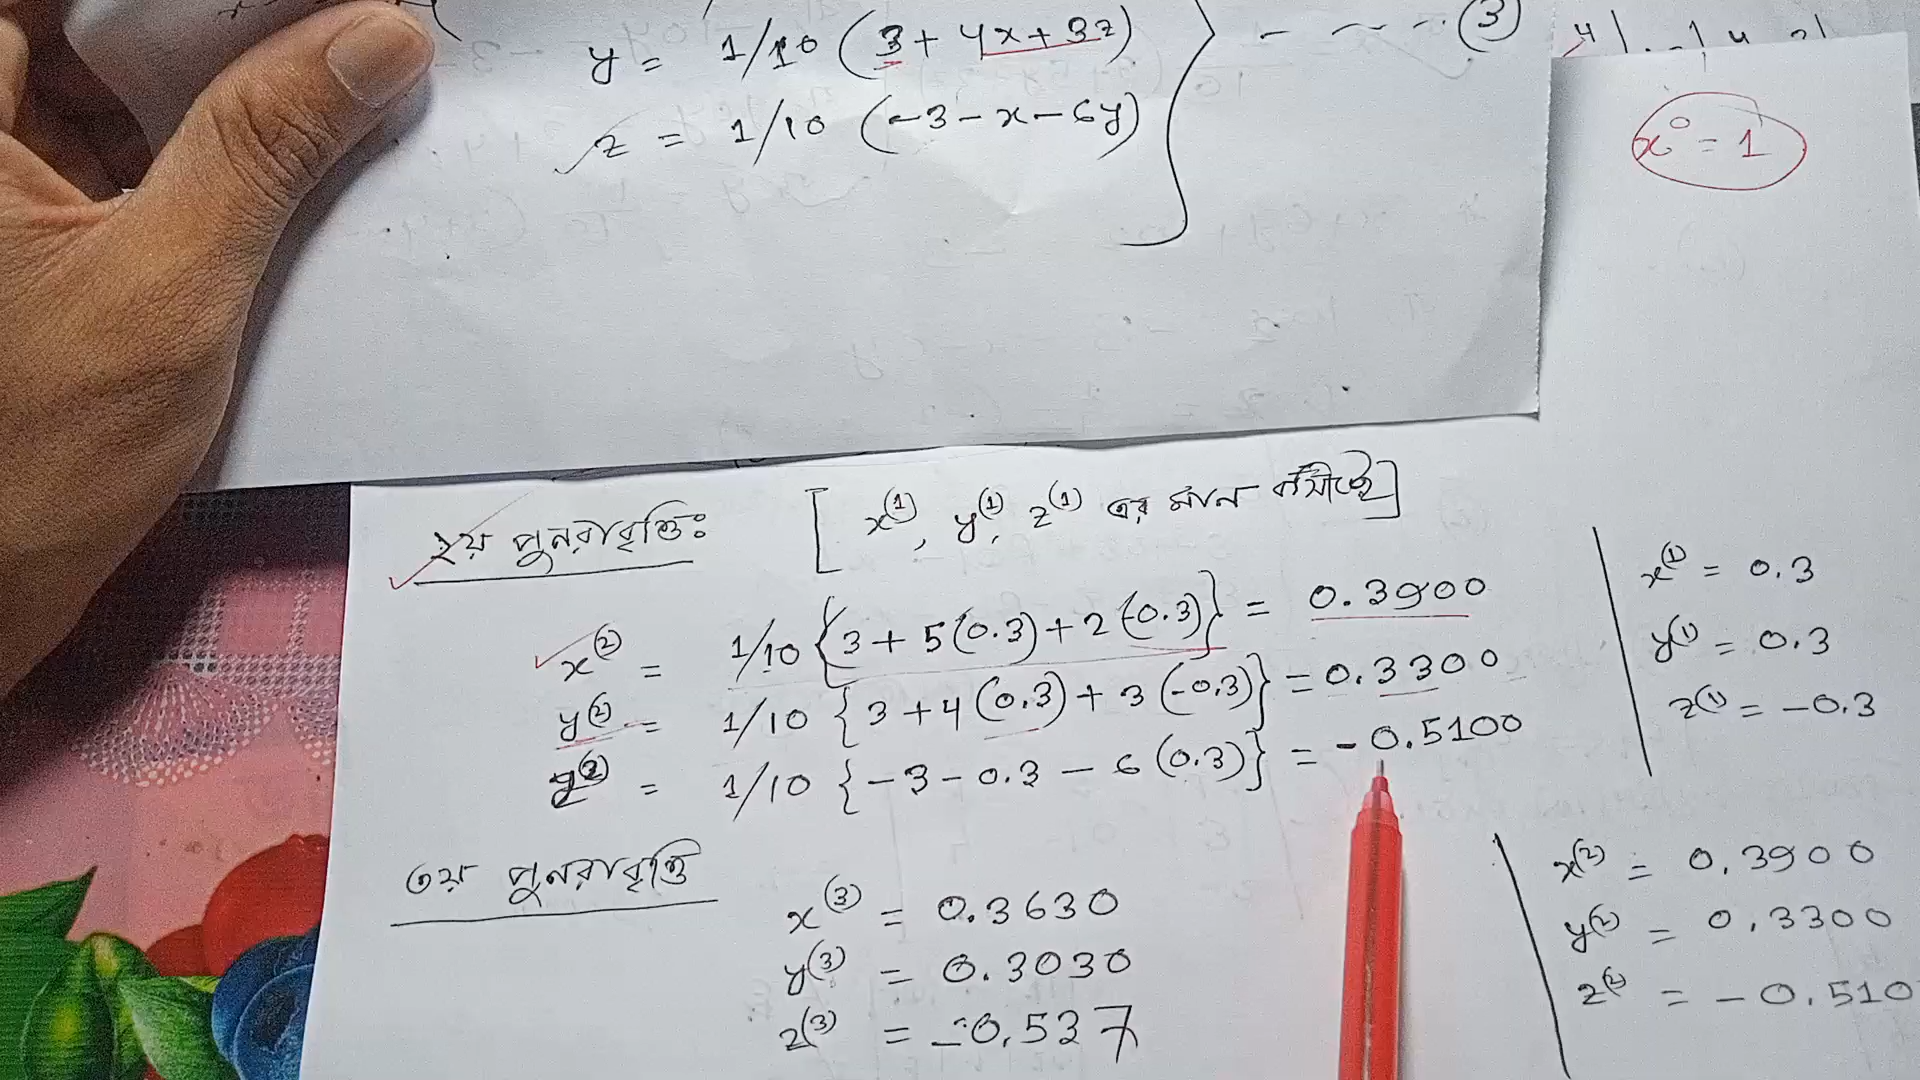 y = 1/10 (3 + 4x + 3z)
z = 1/10 (-3 - x - 6y)
(3)
x⁰ = 1
২য় পুনরাবৃত্তিঃ [x⁽¹⁾, y⁽¹⁾, z⁽¹⁾ এর মান বসিয়ে]
x⁽²⁾ = 1/10 {3 + 5(0.3) + 2(-0.3)} = 0.3900
y⁽²⁾ = 1/10 {3 + 4(0.3) + 3(-0.3)} = 0.3300
= 1/10 {-3 - 0.3 - 6(0.3)} = -0.5100
x⁽¹⁾ = 0.3
y⁽¹⁾ = 0.3
z⁽¹⁾ = -0.3
৩য় পুনরাবৃত্তি
x⁽³⁾ = 0.3630
y⁽³⁾ = 0.3030
z⁽³⁾ = -0.537
x⁽²⁾ = 0.3900
y⁽²⁾ = 0.3300
z⁽²⁾ = -0.510